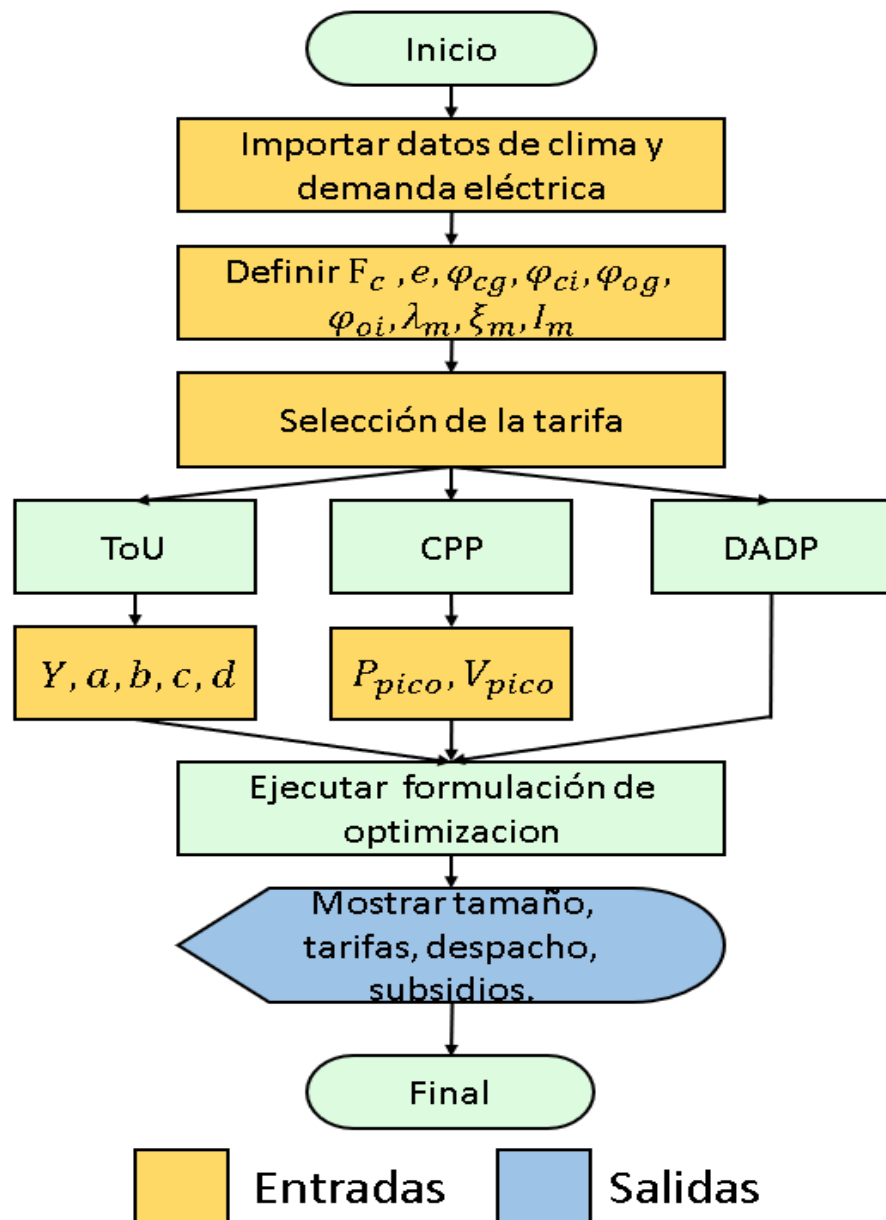 Inicio
Importar datos de clima y
demanda eléctrica
Definir F_c , e, φ_cg, φ_ci, φ_og,
φ_oi, λ_m, ξ_m, I_m
Selección de la tarifa
ToU
CPP
DADP
Y, a, b, c, d
P_pico, V_pico
Ejecutar formulación de
optimizacion
Mostrar tamaño,
tarifas, despacho,
subsidios.
Final
Entradas
Salidas